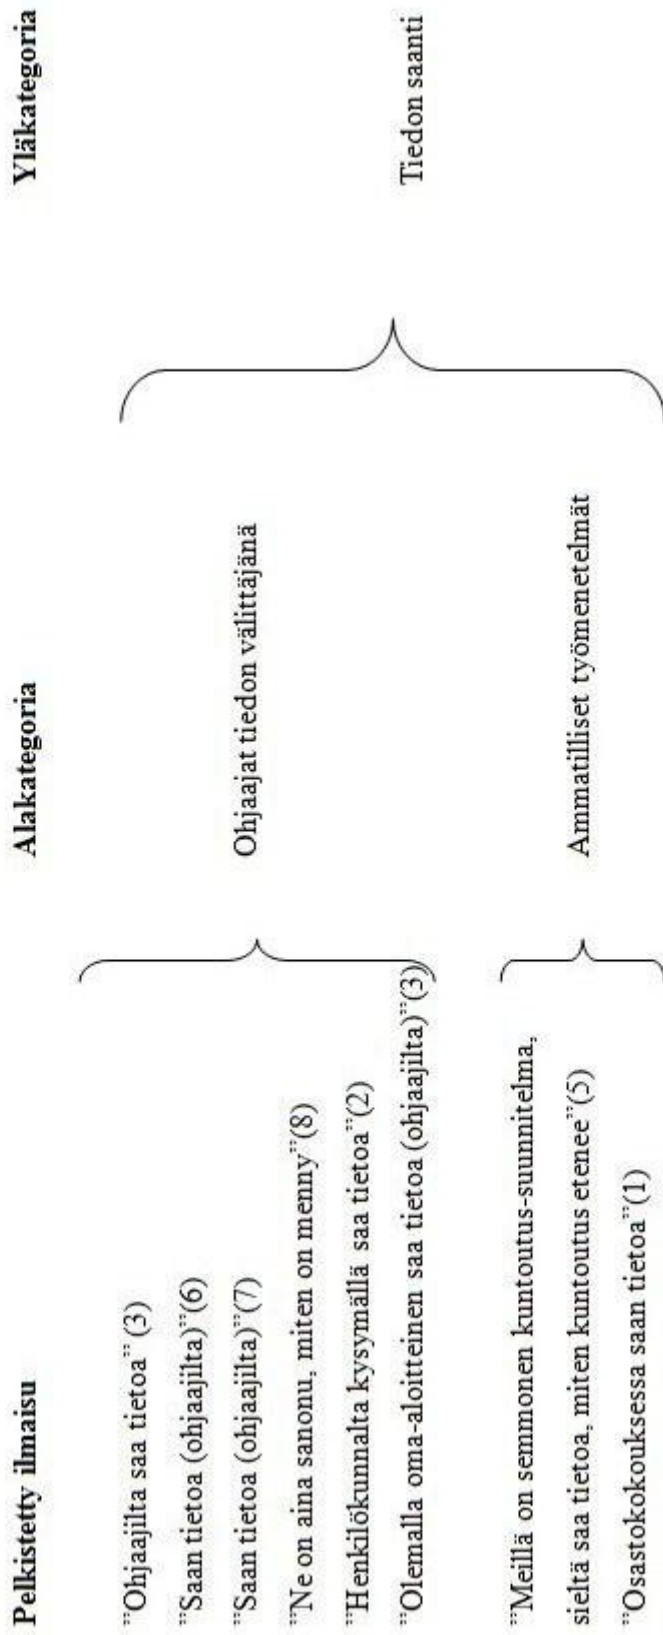 Pelkistetty ilmaisu
Alakategoria
Yläkategoria
"Ohjaajilta saa tietoa" (3)
"Saan tietoa (ohjaajilta)"(6)
"Saan tietoa (ohjaajilta)"(7)
"Ne on aina sanonu, miten on menny"(8)
"Henkilökunnalta kysymällä saa tietoa"(2)
"Olemalla oma-aloitteinen saa tietoa (ohjaajilta)"(3)
Ohjaajat tiedon välittäjänä
"Meillä on semmonen kuntoutus-suunnitelma,
sieltä saa tietoa, miten kuntoutus etenee"(5)
"Osastokokouksessa saan tietoa"(1)
Ammatilliset työmenetelmät
Tiedon saanti